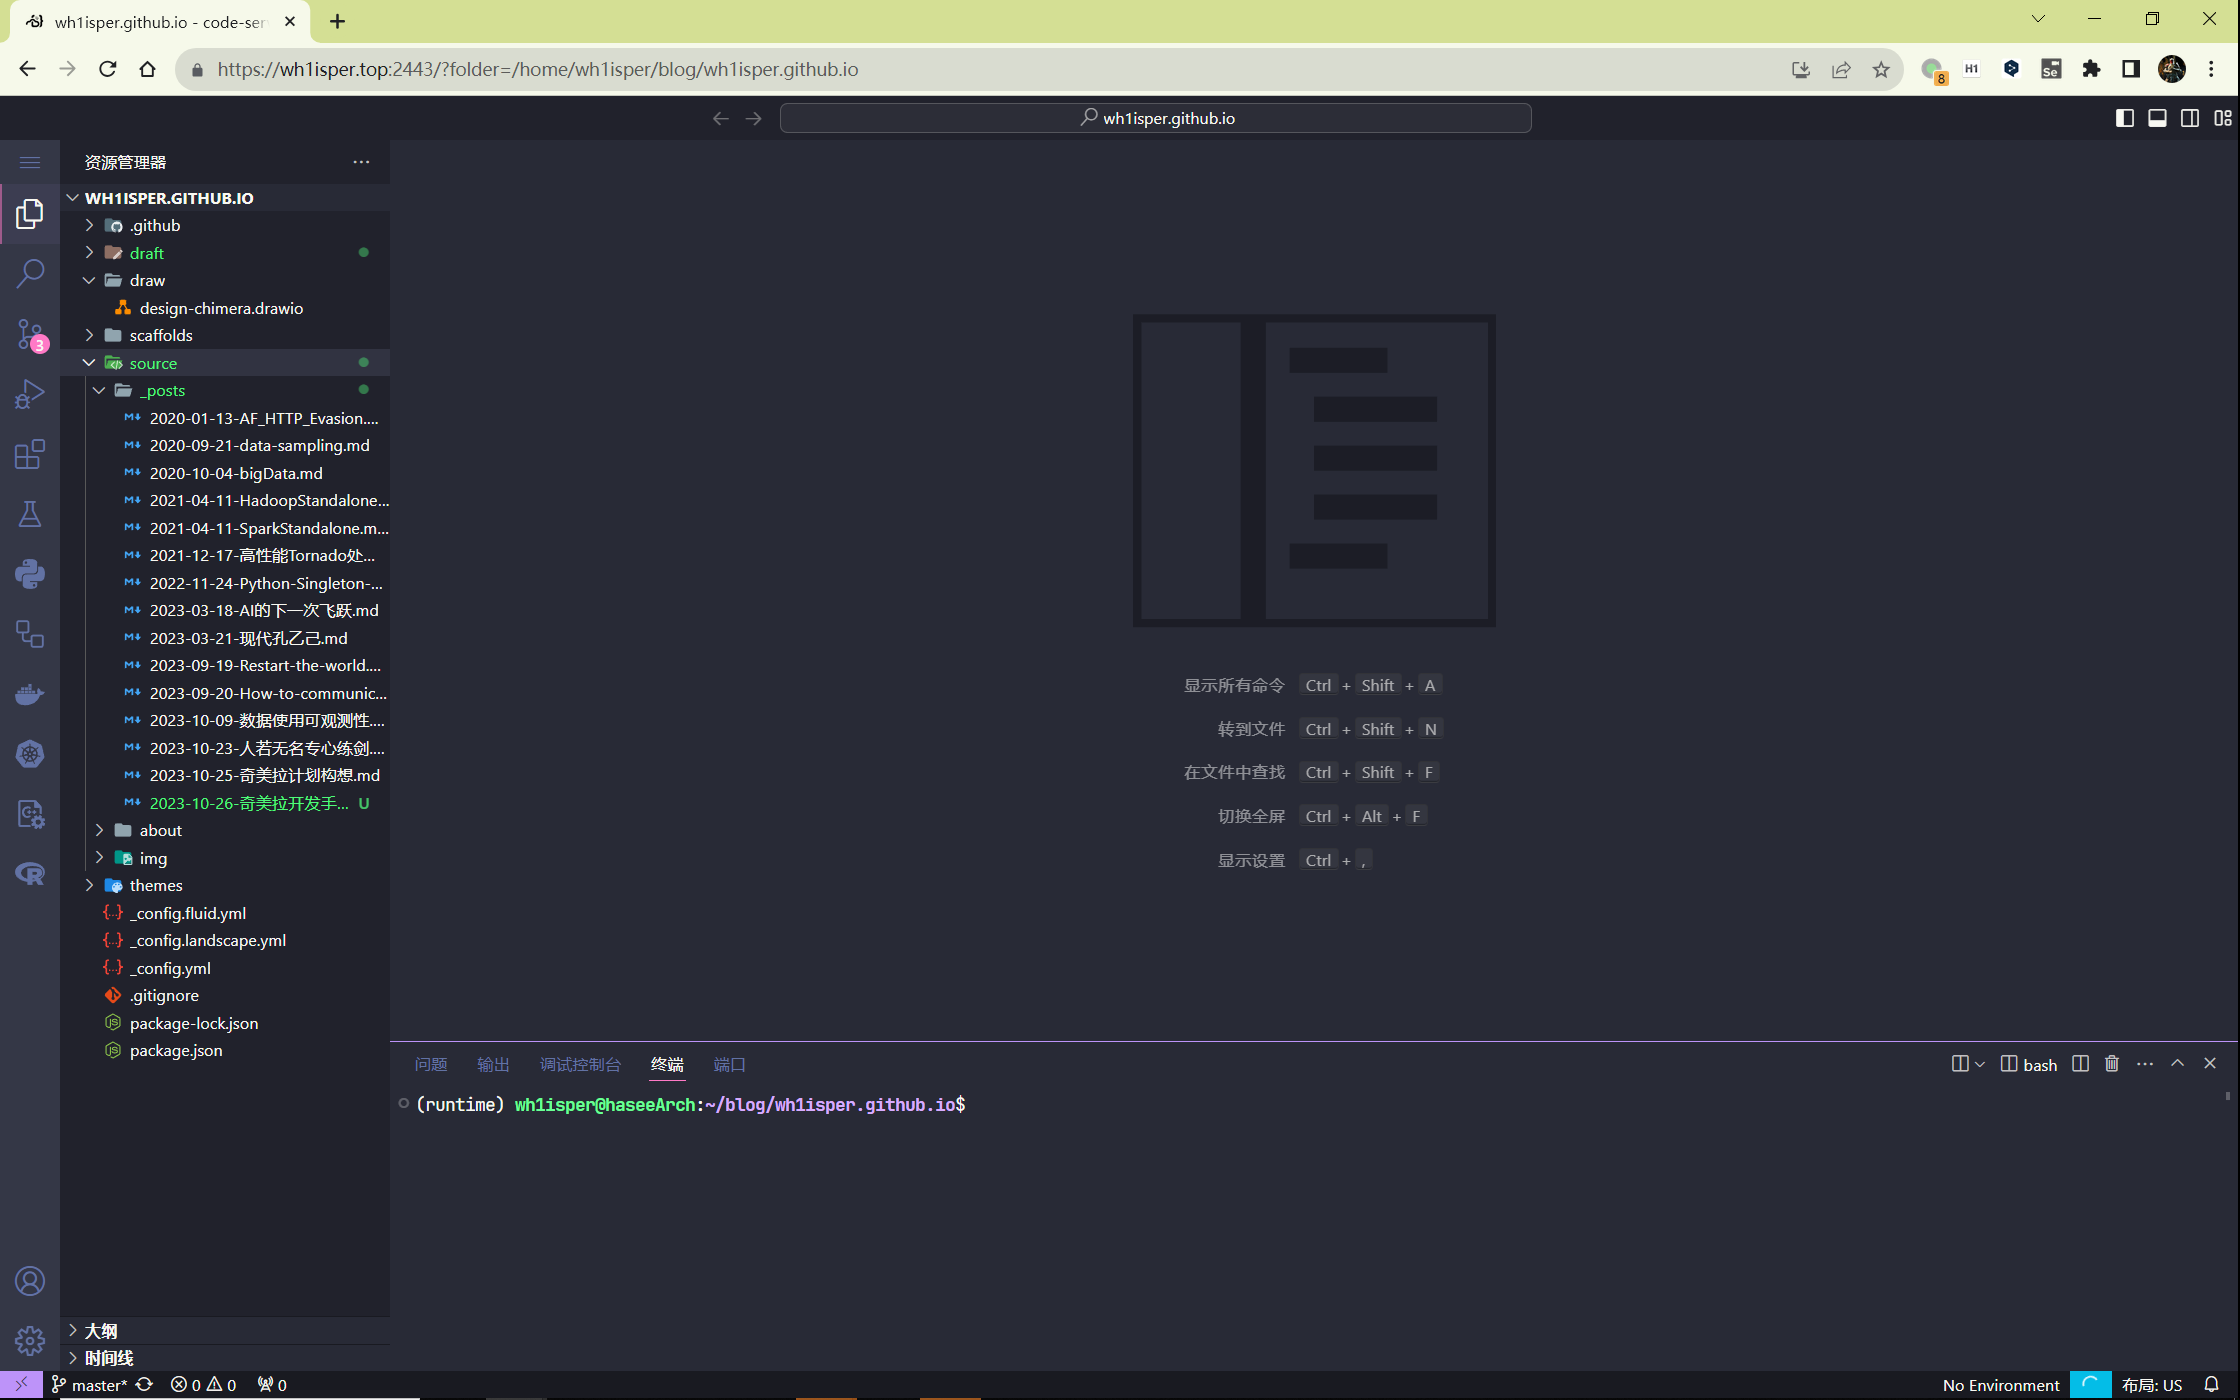 wh1isper.github.io - code-ser
https://wh1isper.top:2443/?folder=/home/wh1isper/blog/wh1isper.github.io
8
H1
Se
wh1isper.github.io
资源管理器
WH1ISPER.GITHUB.IO
.github
draft
draw
design-chimera.drawio
scaffolds
3
source
_posts
2020-01-13-AF_HTTP_Evasion....
2020-09-21-data-sampling.md
2020-10-04-bigData.md
2021-04-11-HadoopStandalone...
2021-04-11-SparkStandalone.m...
2021-12-17-高性能Tornado处...
2022-11-24-Python-Singleton-...
2023-03-18-AI的下一次飞跃.md
2023-03-21-现代孔乙己.md
2023-09-19-Restart-the-world....
2023-09-20-How-to-communic...
2023-10-09-数据使用可观测性....
2023-10-23-人若无名专心练剑....
2023-10-25-奇美拉计划构想.md
2023-10-26-奇美拉开发手... U
about
img
themes
_config.fluid.yml
_config.landscape.yml
_config.yml
.gitignore
package-lock.json
package.json
大纲
时间线
显示所有命令 Ctrl + Shift + A
转到文件 Ctrl + Shift + N
在文件中查找 Ctrl + Shift + F
切换全屏 Ctrl + Alt + F
显示设置 Ctrl + ,
问题 输出 调试控制台 终端 端口
bash
(runtime) wh1isper@haseeArch:~/blog/wh1isper.github.io$
master* 0 0 0
No Environment 布局: US